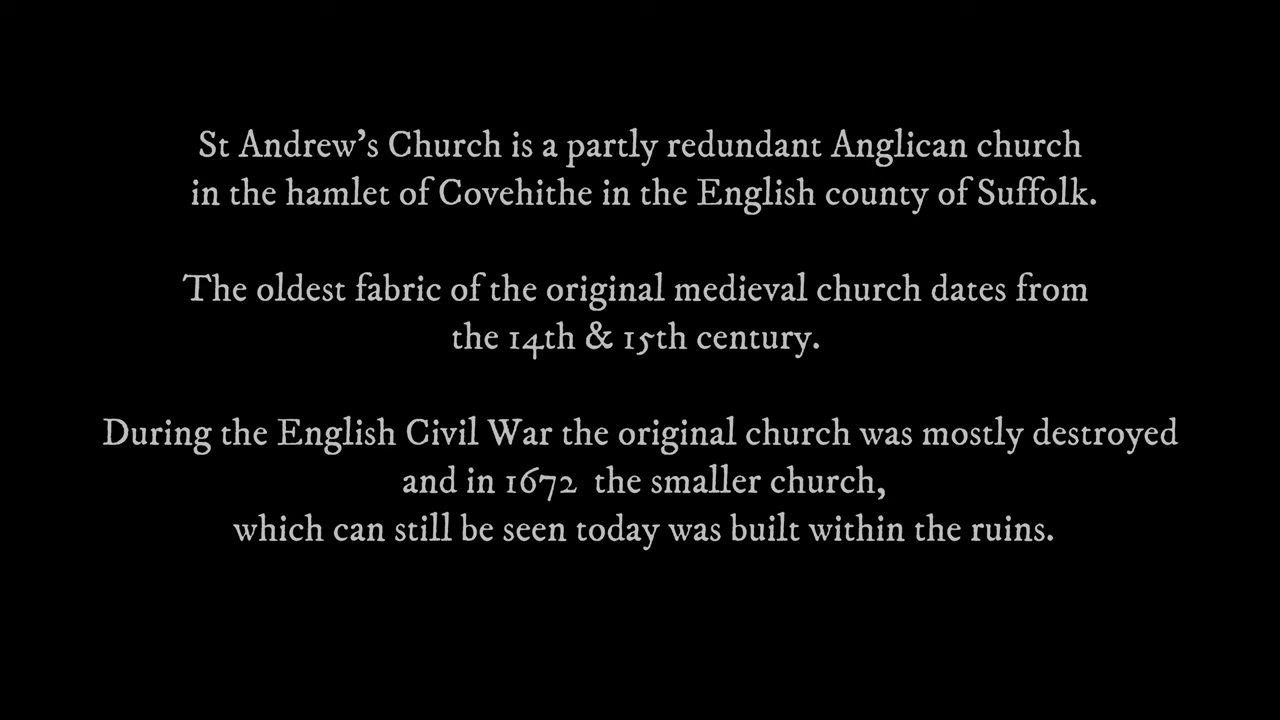 St Andrew’s Church is a partly redundant Anglican church
in the hamlet of Covehithe in the English county of Suffolk.
The oldest fabric of the original medieval church dates from
the 14th & 15th century.
During the English Civil War the original church was mostly destroyed
and in 1672  the smaller church,
which can still be seen today was built within the ruins.